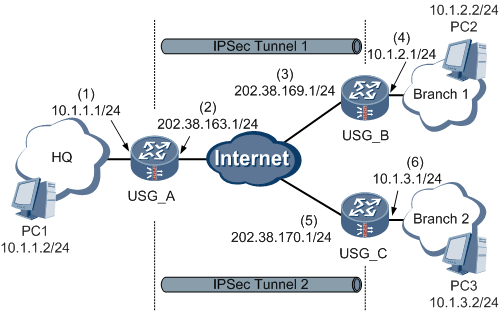 10.1.2.2/24
PC2
IPSec Tunnel 1
(4)
10.1.2.1/24
(3)
202.38.169.1/24
Branch 1
(1)
10.1.1.1/24
(2)
202.38.163.1/24
USG_B
HQ
Internet
USG_A
(6)
10.1.3.1/24
PC1
10.1.1.2/24
(5)
202.38.170.1/24
Branch 2
USG_C
IPSec Tunnel 2
PC3
10.1.3.2/24